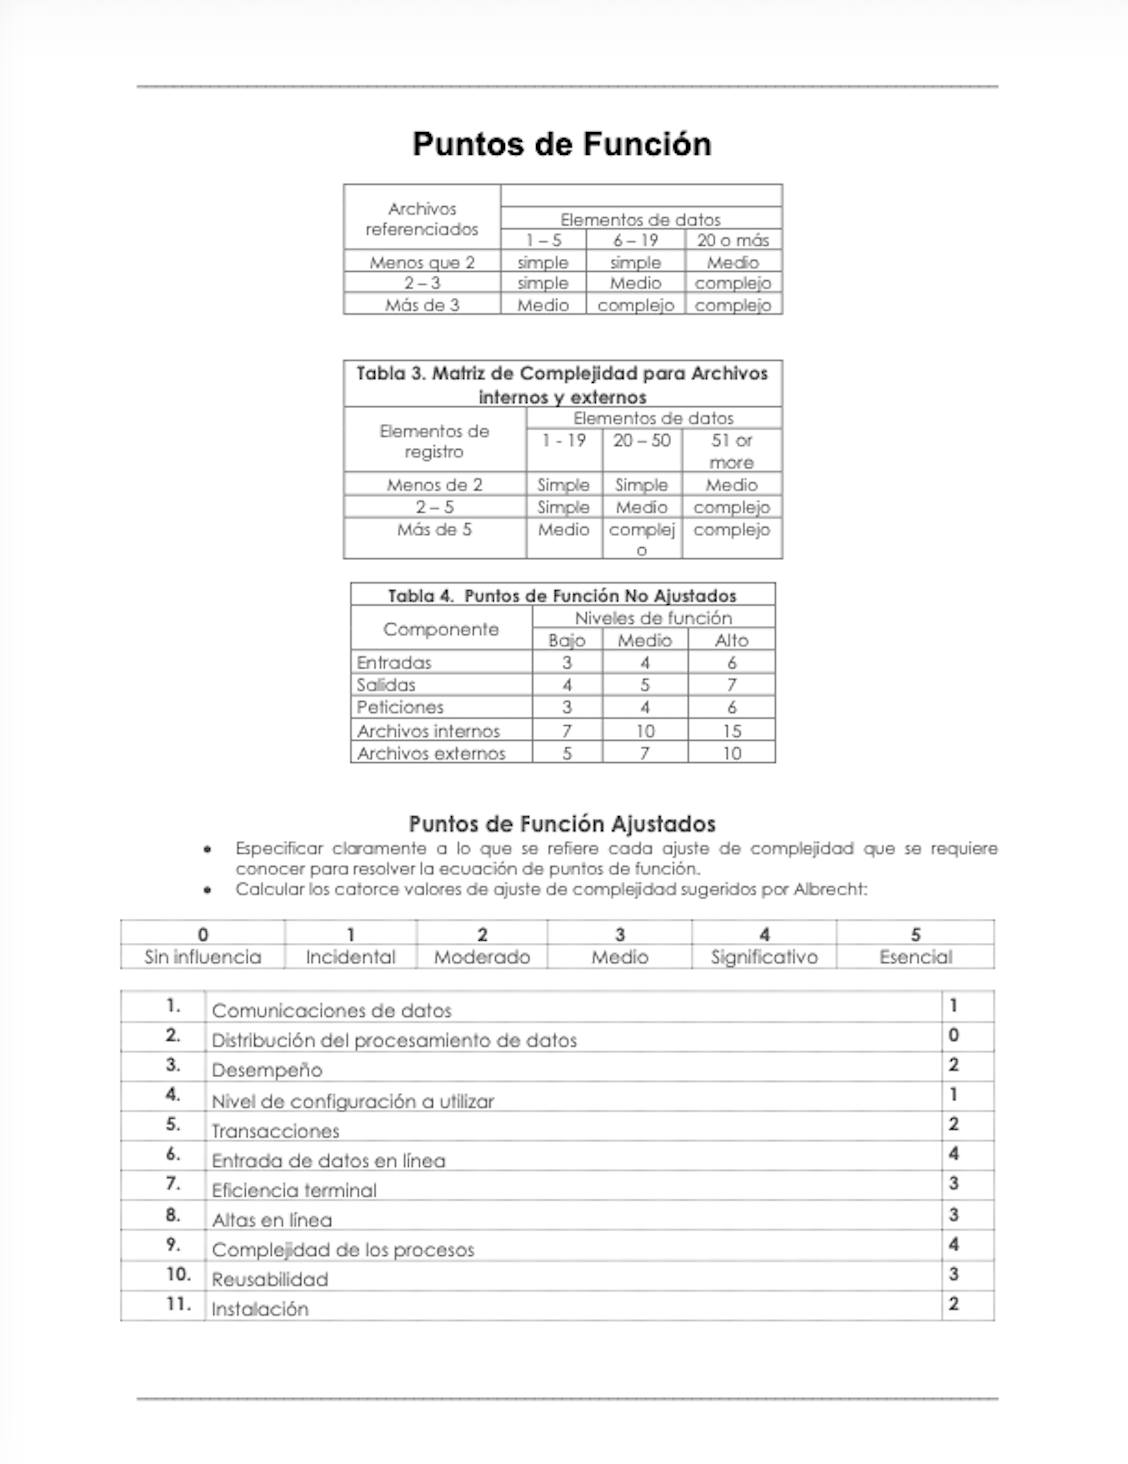 Puntos de Función
Archivos referenciados
Elementos de datos
1 – 5 6 – 19 20 o más
Menos que 2 simple simple Medio
2 – 3 simple Medio complejo
Más de 3 Medio complejo complejo
Tabla 3. Matriz de Complejidad para Archivos
internos y externos
Elementos de registro
Elementos de datos
1 - 19 20 – 50 51 or more
Menos de 2 Simple Simple Medio
2 – 5 Simple Medio complejo
Más de 5 Medio complejo complejo
Tabla 4. Puntos de Función No Ajustados
Componente
Niveles de función
Bajo Medio Alto
Entradas 3 4 6
Salidas 4 5 7
Peticiones 3 4 6
Archivos internos 7 10 15
Archivos externos 5 7 10
Puntos de Función Ajustados
• Especificar claramente a lo que se refiere cada ajuste de complejidad que se requiere
conocer para resolver la ecuación de puntos de función.
• Calcular los catorce valores de ajuste de complejidad sugeridos por Albrecht:
0 1 2 3 4 5
Sin influencia Incidental Moderado Medio Significativo Esencial
1. Comunicaciones de datos 1
2. Distribución del procesamiento de datos 0
3. Desempeño 2
4. Nivel de configuración a utilizar 1
5. Transacciones 2
6. Entrada de datos en línea 4
7. Eficiencia terminal 3
8. Altas en línea 3
9. Complejidad de los procesos 4
10. Reusabilidad 3
11. Instalación 2